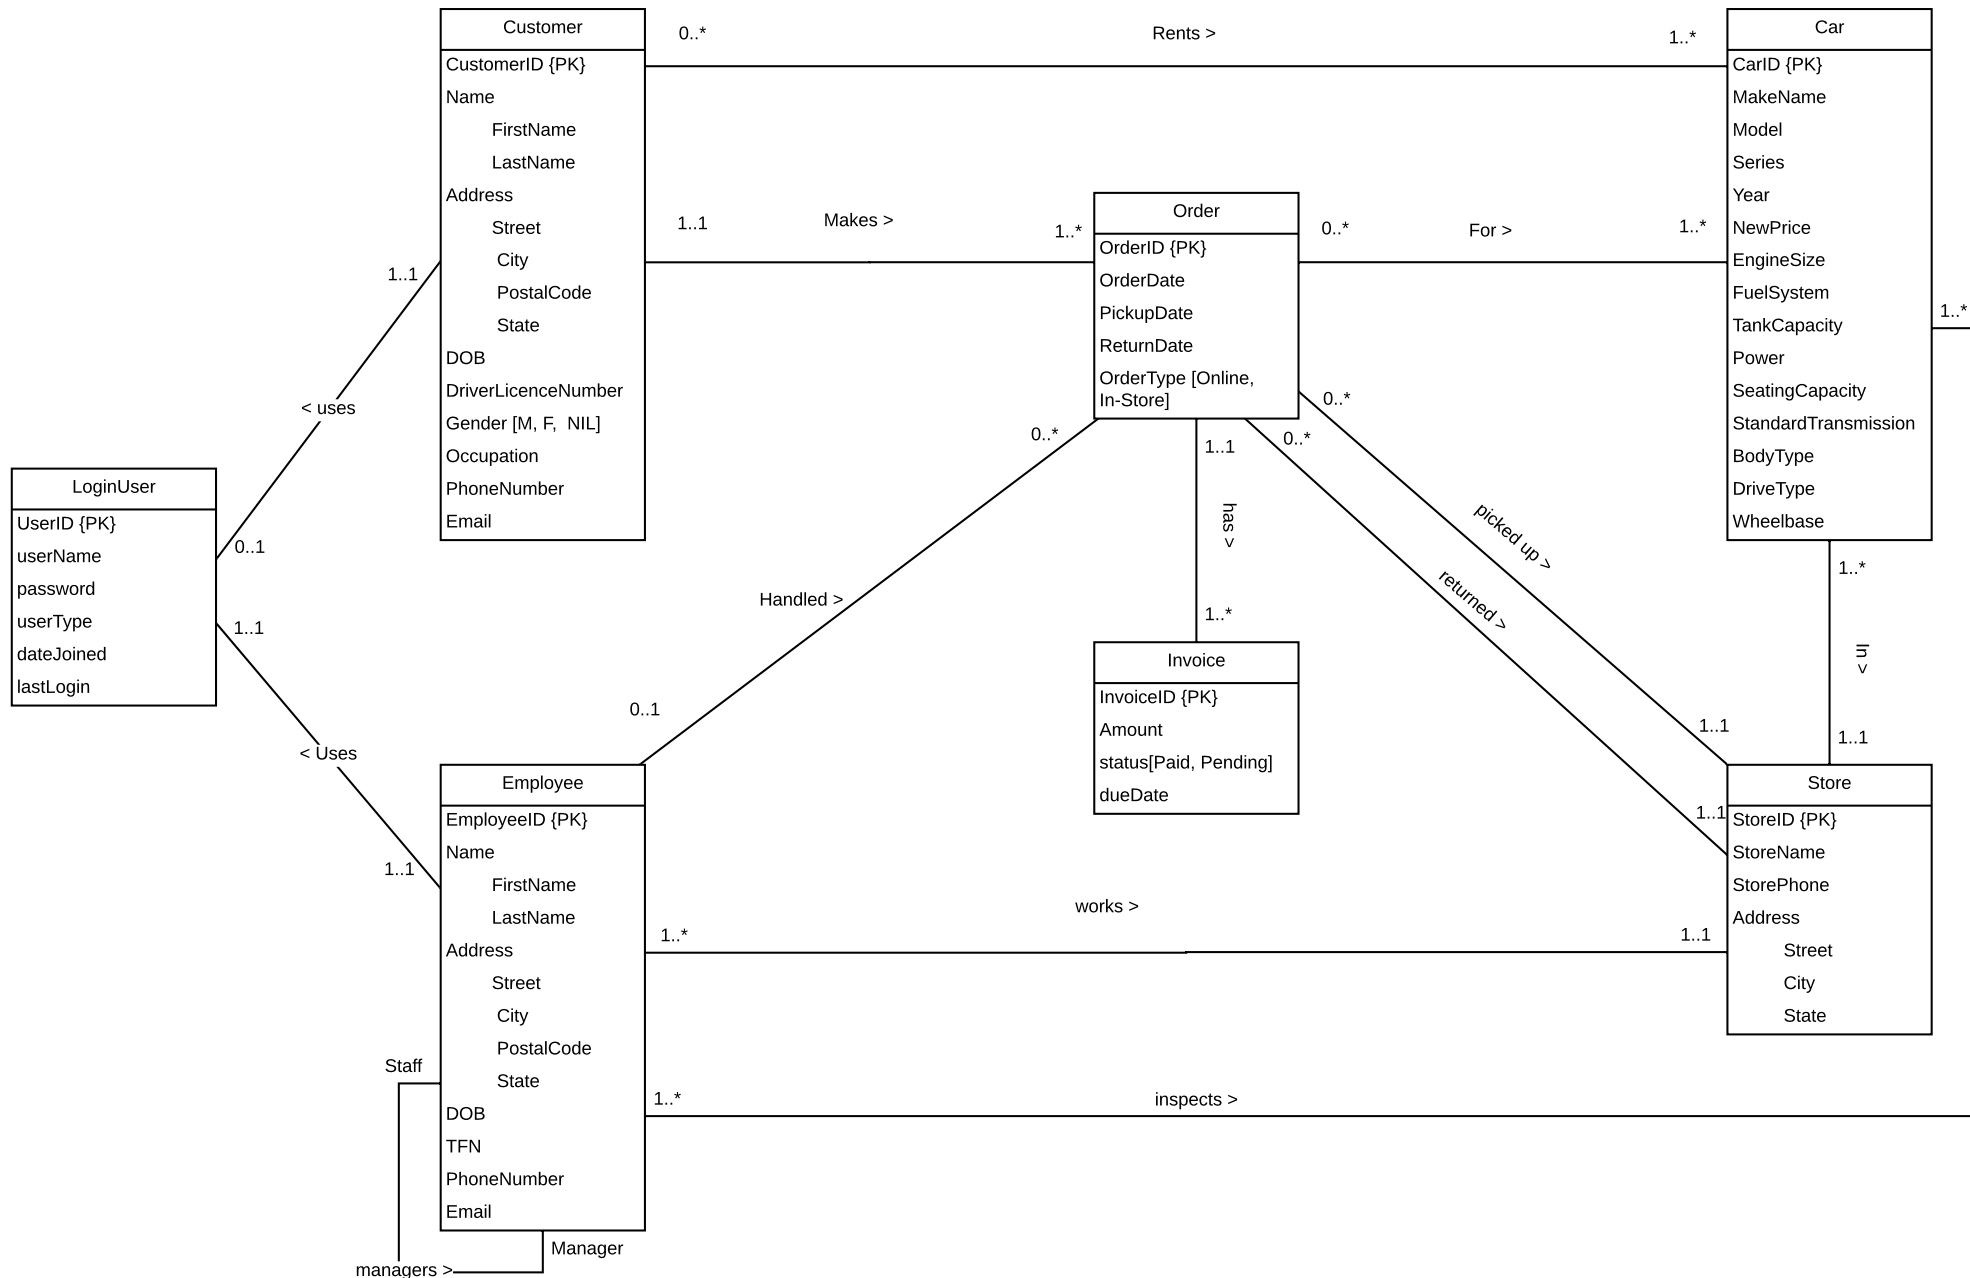 Customer
CustomerID {PK}
Name
FirstName
LastName
Address
Street
City
PostalCode
State
DOB
DriverLicenceNumber
Gender [M, F,  NIL]
Occupation
PhoneNumber
Email
0..*
Rents >
1..*
Car
CarID {PK}
MakeName
Model
Series
Year
NewPrice
EngineSize
FuelSystem
TankCapacity
Power
SeatingCapacity
StandardTransmission
BodyType
DriveType
Wheelbase
1..*
1..1
Makes >
1..*
Order
OrderID {PK}
OrderDate
PickupDate
ReturnDate
OrderType [Online,
In-Store]
0..*
For >
1..*
1..1
< uses
0..1
LoginUser
UserID {PK}
userName
password
userType
dateJoined
lastLogin
1..1
< Uses
1..1
0..*
Handled >
0..1
1..1
has >
1..*
0..*
picked up >
1..1
0..*
returned >
1..1
1..*
In >
1..1
Invoice
InvoiceID {PK}
Amount
status[Paid, Pending]
dueDate
Employee
EmployeeID {PK}
Name
FirstName
LastName
Address
Street
City
PostalCode
State
DOB
TFN
PhoneNumber
Email
1..*
works >
1..1
Store
StoreID {PK}
StoreName
StorePhone
Address
Street
City
State
1..*
inspects >
Staff
Manager
managers >